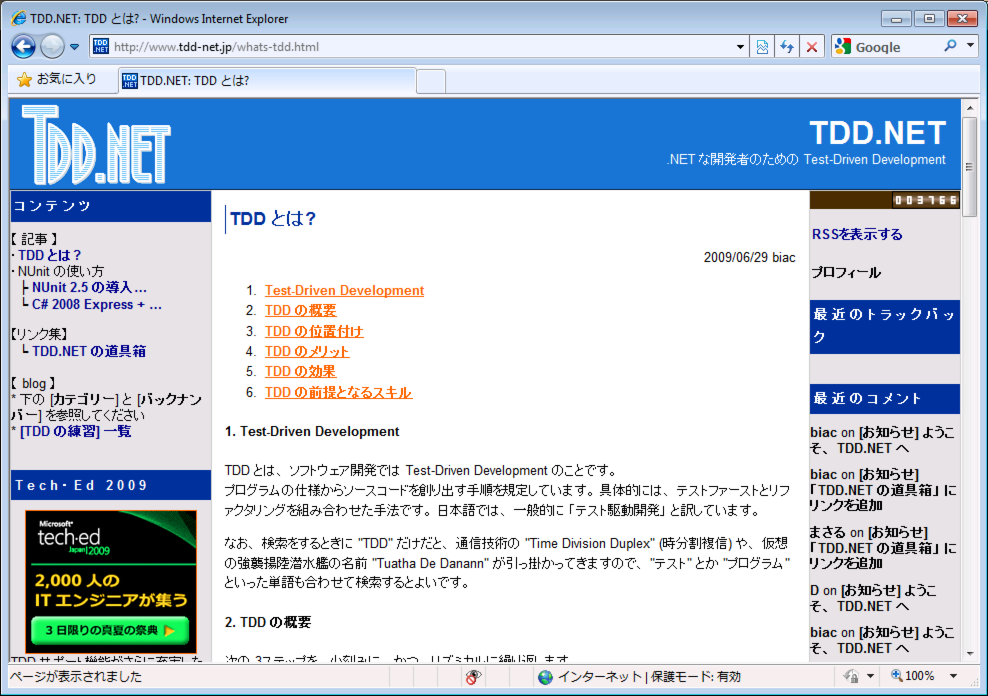 TDD.NET: TDD とは? - Windows Internet Explorer
http://www.tdd-net.jp/whats-tdd.html
Google
お気に入り
TDD.NET: TDD とは?
TDD.NET
TDD.NET
.NET な開発者のための Test-Driven Development
コンテンツ
【 記事 】
・TDD とは？
・NUnit の使い方
┣ NUnit 2.5 の導入…
┗ C# 2008 Express + …
【リンク集】
┗ TDD.NET の道具箱
【 blog 】
* 下の [カテゴリー] と [バックナン
バー] を参照してください
* [TDD の練習] 一覧
Tech・Ed 2009
Microsoft
tech·ed
Japan 2009
2,000 人の
IT エンジニアが集う
3 日限りの真夏の祭典
TDD サポート機能がさらに充実した
TDD とは?
2009/06/29 biac
1. Test-Driven Development
2. TDD の概要
3. TDD の位置付け
4. TDD のメリット
5. TDD の効果
6. TDD の前提となるスキル
1. Test-Driven Development
TDD とは、ソフトウェア開発では Test-Driven Development のことです。
プログラムの仕様からソースコードを創り出す手順を規定しています。具体的には、テストファーストとリフ
ァクタリングを組み合わせた手法です。日本語では、一般的に「テスト駆動開発」と訳しています。
なお、検索をするときに "TDD" だけだと、通信技術の "Time Division Duplex" (時分割複信) や、仮想
の強襲揚陸潜水艦の名前 "Tuatha De Danann" が引っ掛かってきますので、"テスト" とか "プログラム"
といった単語も合わせて検索するとよいです。
2. TDD の概要
次の 3ステップを、小刻みに、かつ、リズミカルに繰り返します。
003766
RSSを表示する
プロフィール
最近のトラックバッ
ク
最近のコメント
biac on [お知らせ] ようこ
そ、TDD.NET へ
biac on [お知らせ]
「TDD.NET の道具箱」に
リンクを追加
まさる on [お知らせ]
「TDD.NET の道具箱」に
リンクを追加
D on [お知らせ] ようこ
そ、TDD.NET へ
biac on [お知らせ] ようこ
そ、TDD.NET へ
ページが表示されました
インターネット | 保護モード: 有効
100%